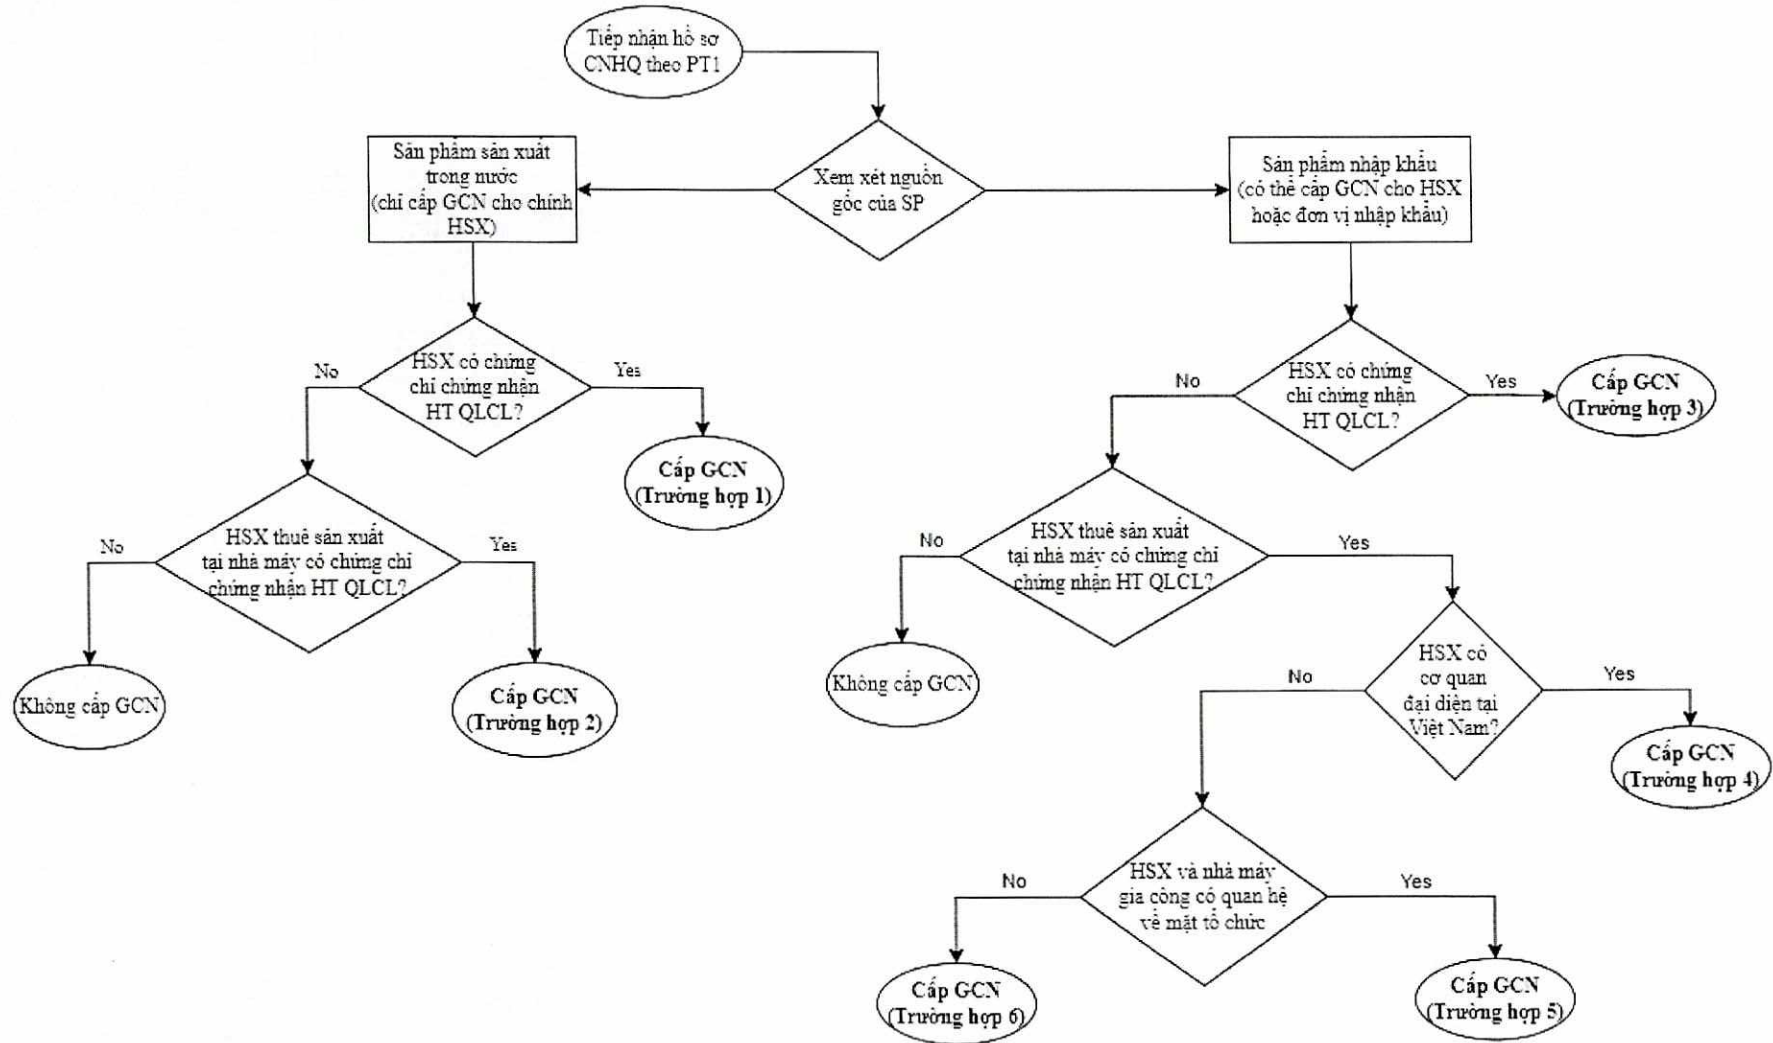 Tiếp nhận hồ sơ
CNHQ theo PT1
Xem xét nguồn
gốc của SP
Sản phẩm sản xuất
trong nước
(chỉ cấp GCN cho chính
HSX)
Sản phẩm nhập khẩu
(có thể cấp GCN cho HSX
hoặc đơn vị nhập khẩu)
HSX có chứng
chỉ chứng nhận
HT QLCL?
No
Yes
Cấp GCN
(Trường hợp 1)
HSX thuê sản xuất
tại nhà máy có chứng chỉ
chứng nhận HT QLCL?
No
Yes
Không cấp GCN
Cấp GCN
(Trường hợp 2)
HSX có chứng
chỉ chứng nhận
HT QLCL?
No
Yes
Cấp GCN
(Trường hợp 3)
HSX thuê sản xuất
tại nhà máy có chứng chỉ
chứng nhận HT QLCL?
No
Yes
Không cấp GCN
HSX có
cơ quan
đại diện tại
Việt Nam?
No
Yes
Cấp GCN
(Trường hợp 4)
HSX và nhà máy
gia công có quan hệ
về mặt tổ chức
No
Yes
Cấp GCN
(Trường hợp 6)
Cấp GCN
(Trường hợp 5)